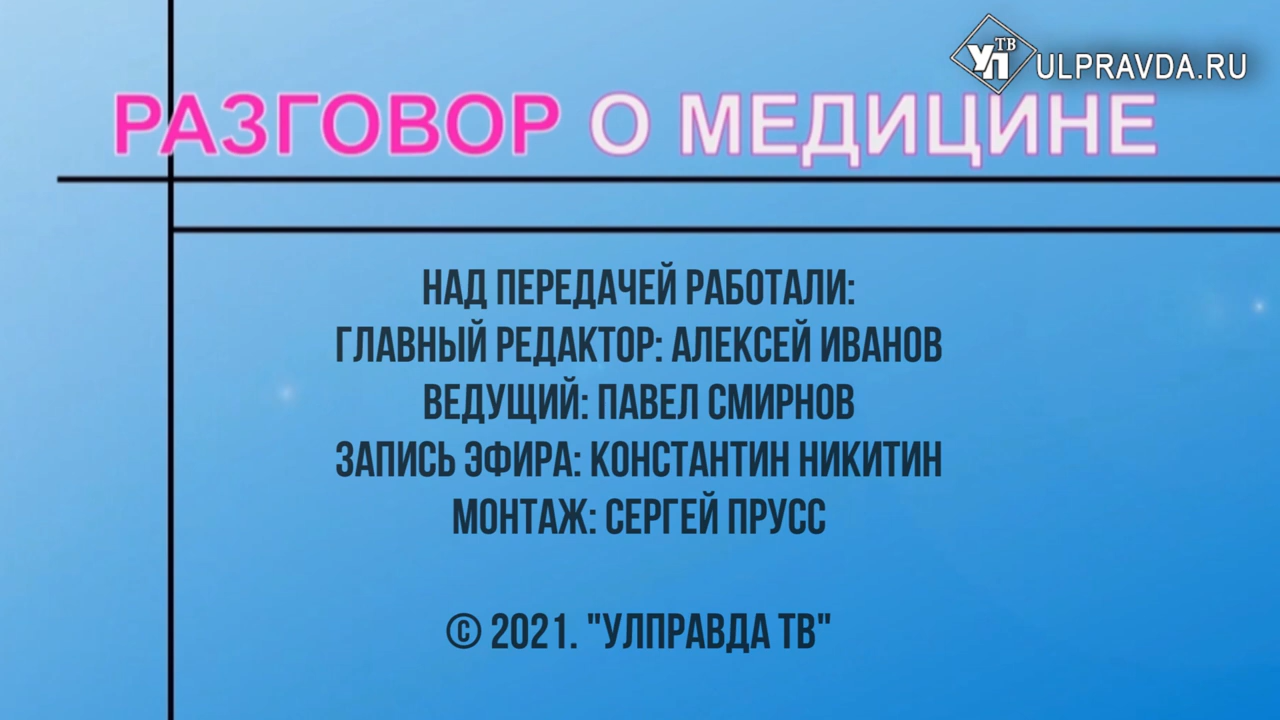 УП ТВ ULPRAVDA.RU
РАЗГОВОР О МЕДИЦИНЕ
НАД ПЕРЕДАЧЕЙ РАБОТАЛИ:
ГЛАВНЫЙ РЕДАКТОР: АЛЕКСЕЙ ИВАНОВ
ВЕДУЩИЙ: ПАВЕЛ СМИРНОВ
ЗАПИСЬ ЭФИРА: КОНСТАНТИН НИКИТИН
МОНТАЖ: СЕРГЕЙ ПРУСС
© 2021. "УЛПРАВДА ТВ"